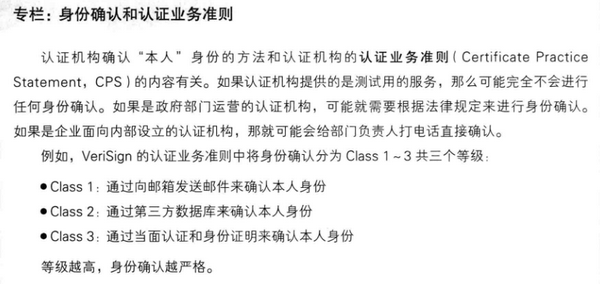 专栏：身份确认和认证业务准则
认证机构确认“本人”身份的方法和认证机构的认证业务准则（Certificate Practice
Statement，CPS）的内容有关。如果认证机构提供的是测试用的服务，那么可能完全不会进行
任何身份确认。如果是政府部门运营的认证机构，可能就需要根据法律规定来进行身份确认。
如果是企业面向内部设立的认证机构，那就可能会给部门负责人打电话直接确认。
例如，VeriSign 的认证业务准则中将身份确认分为 Class 1～3 共三个等级：
●Class 1：通过向邮箱发送邮件来确认本人身份
●Class 2：通过第三方数据库来确认本人身份
●Class 3：通过当面认证和身份证明来确认本人身份
等级越高，身份确认越严格。